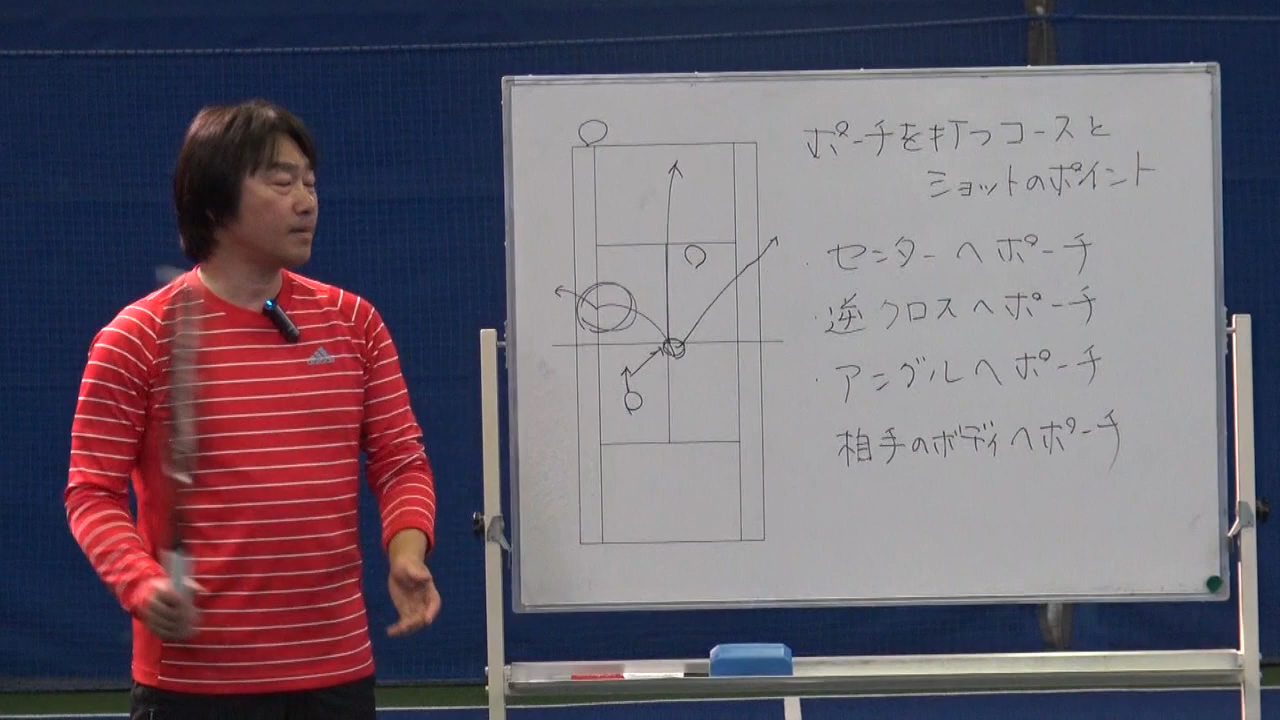 ポーチを打つコースと
ショットのポイント
・センターへポーチ
・逆クロスへポーチ
・アングルへポーチ
相手のボディへポーチ
adidas